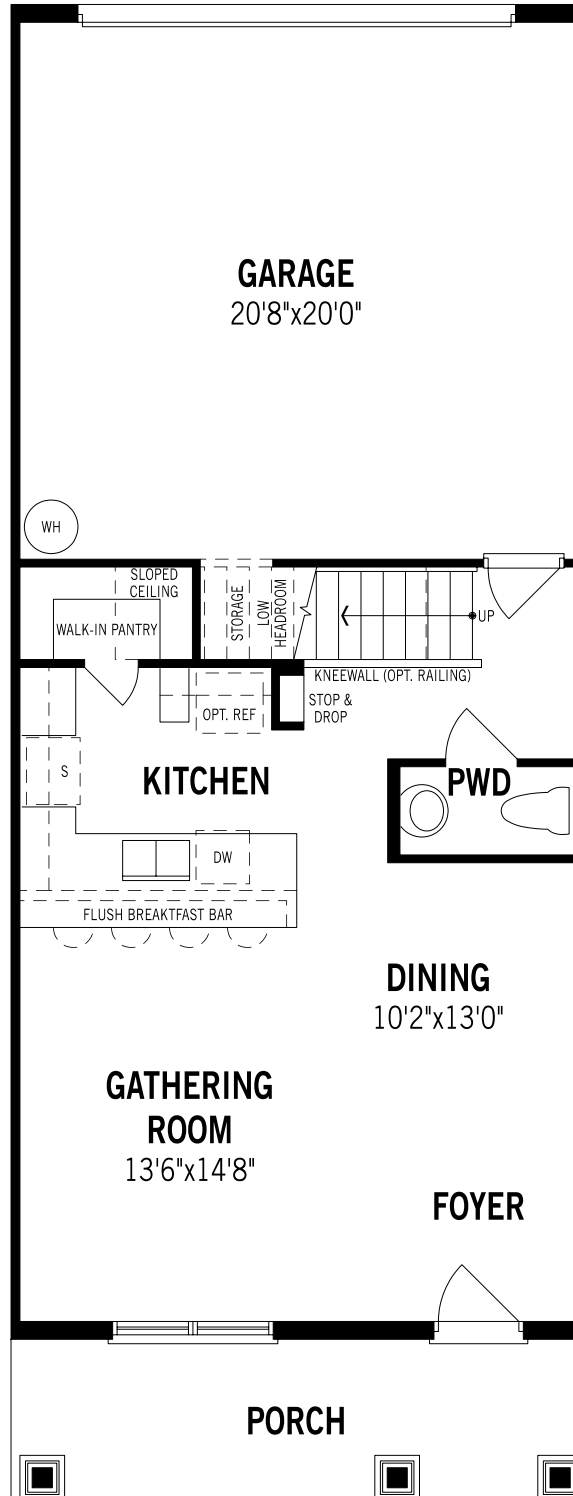 GARAGE
20'8"x20'0"
WH
SLOPED
CEILING
WALK-IN PANTRY
STORAGE
LOW
HEADROOM
UP
KNEEWALL (OPT. RAILING)
STOP &
DROP
OPT. REF
S
KITCHEN
PWD
DW
FLUSH BREAKTFAST BAR
DINING
10'2"x13'0"
GATHERING
ROOM
13'6"x14'8"
FOYER
PORCH